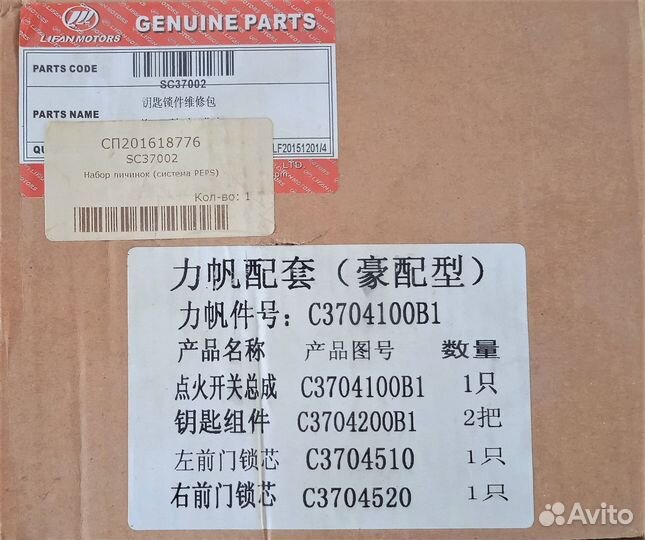 GENUINE PARTS
LIFAN MOTORS
PARTS CODE
SC37002
PARTS NAME
钥匙锁件维修包
LF20151201/4
LTD.
СП201618776
SC37002
Набор личинок (система PEPS)
Кол-во: 1
力帆配套（豪配型）
力帆件号：C3704100B1
产品名称 产品图号 数量
点火开关总成 C3704100B1 1只
钥匙组件 C3704200B1 2把
左前门锁芯 C3704510 1只
右前门锁芯 C3704520 1只
Avito